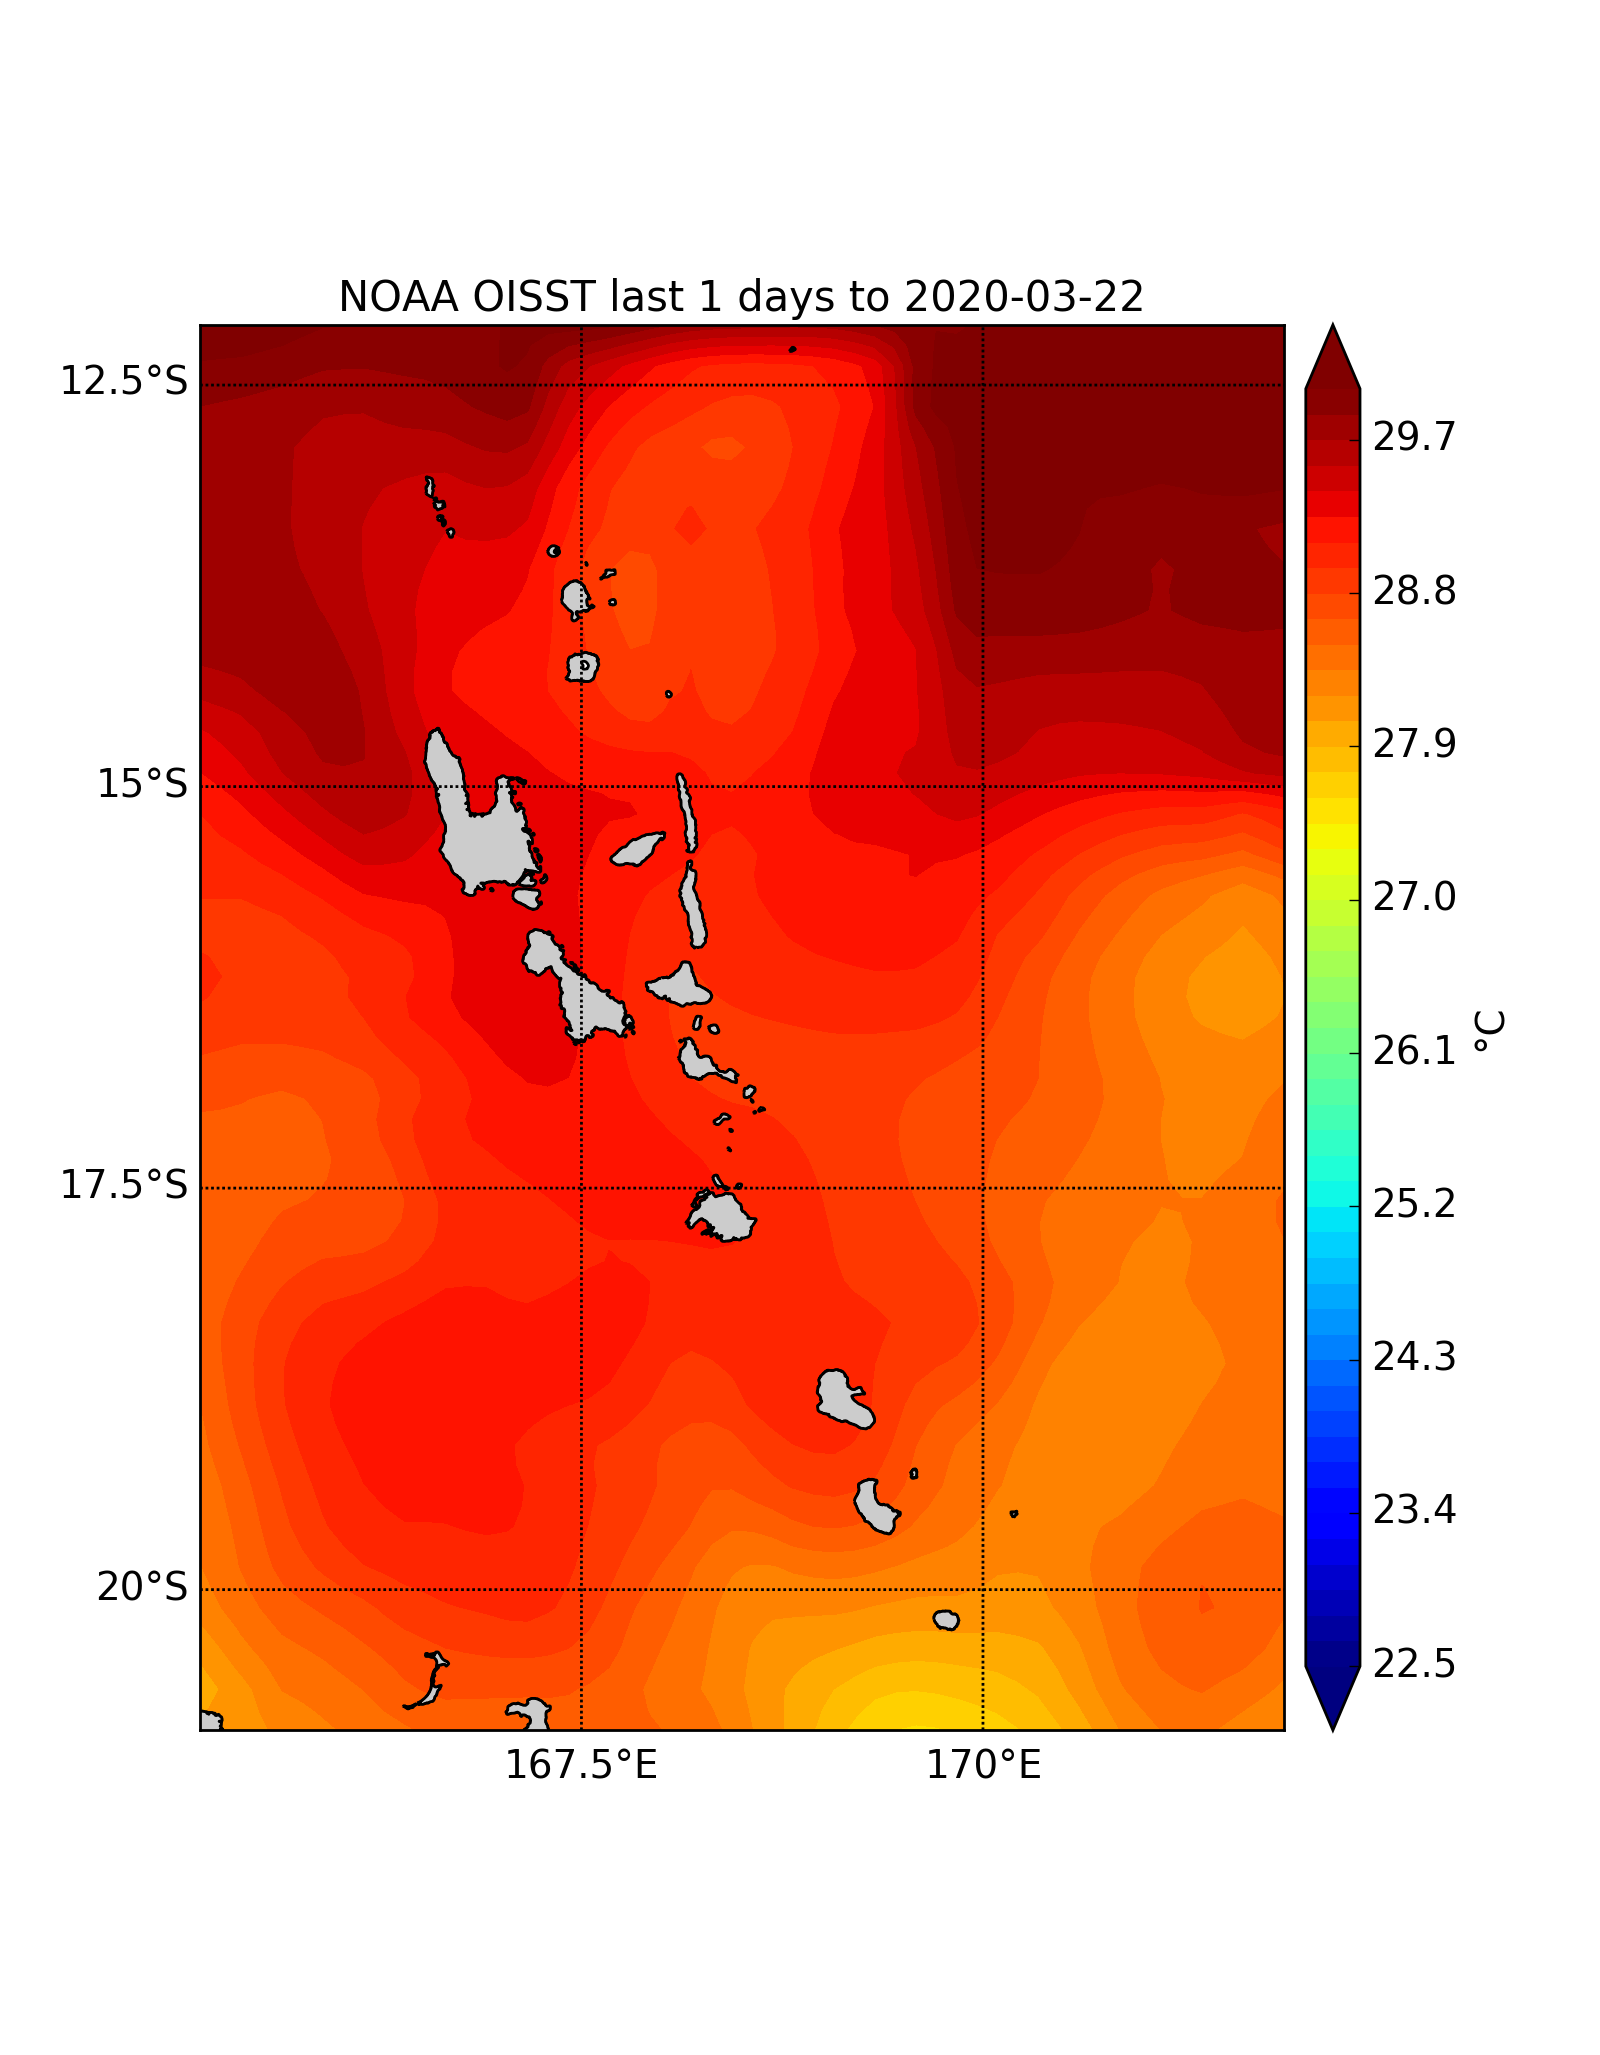 NOAA OISST last 1 days to 2020-03-22
12.5°S
15°S
17.5°S
20°S
167.5°E
170°E
29.7
28.8
27.9
27.0
26.1
25.2
24.3
23.4
22.5
°C